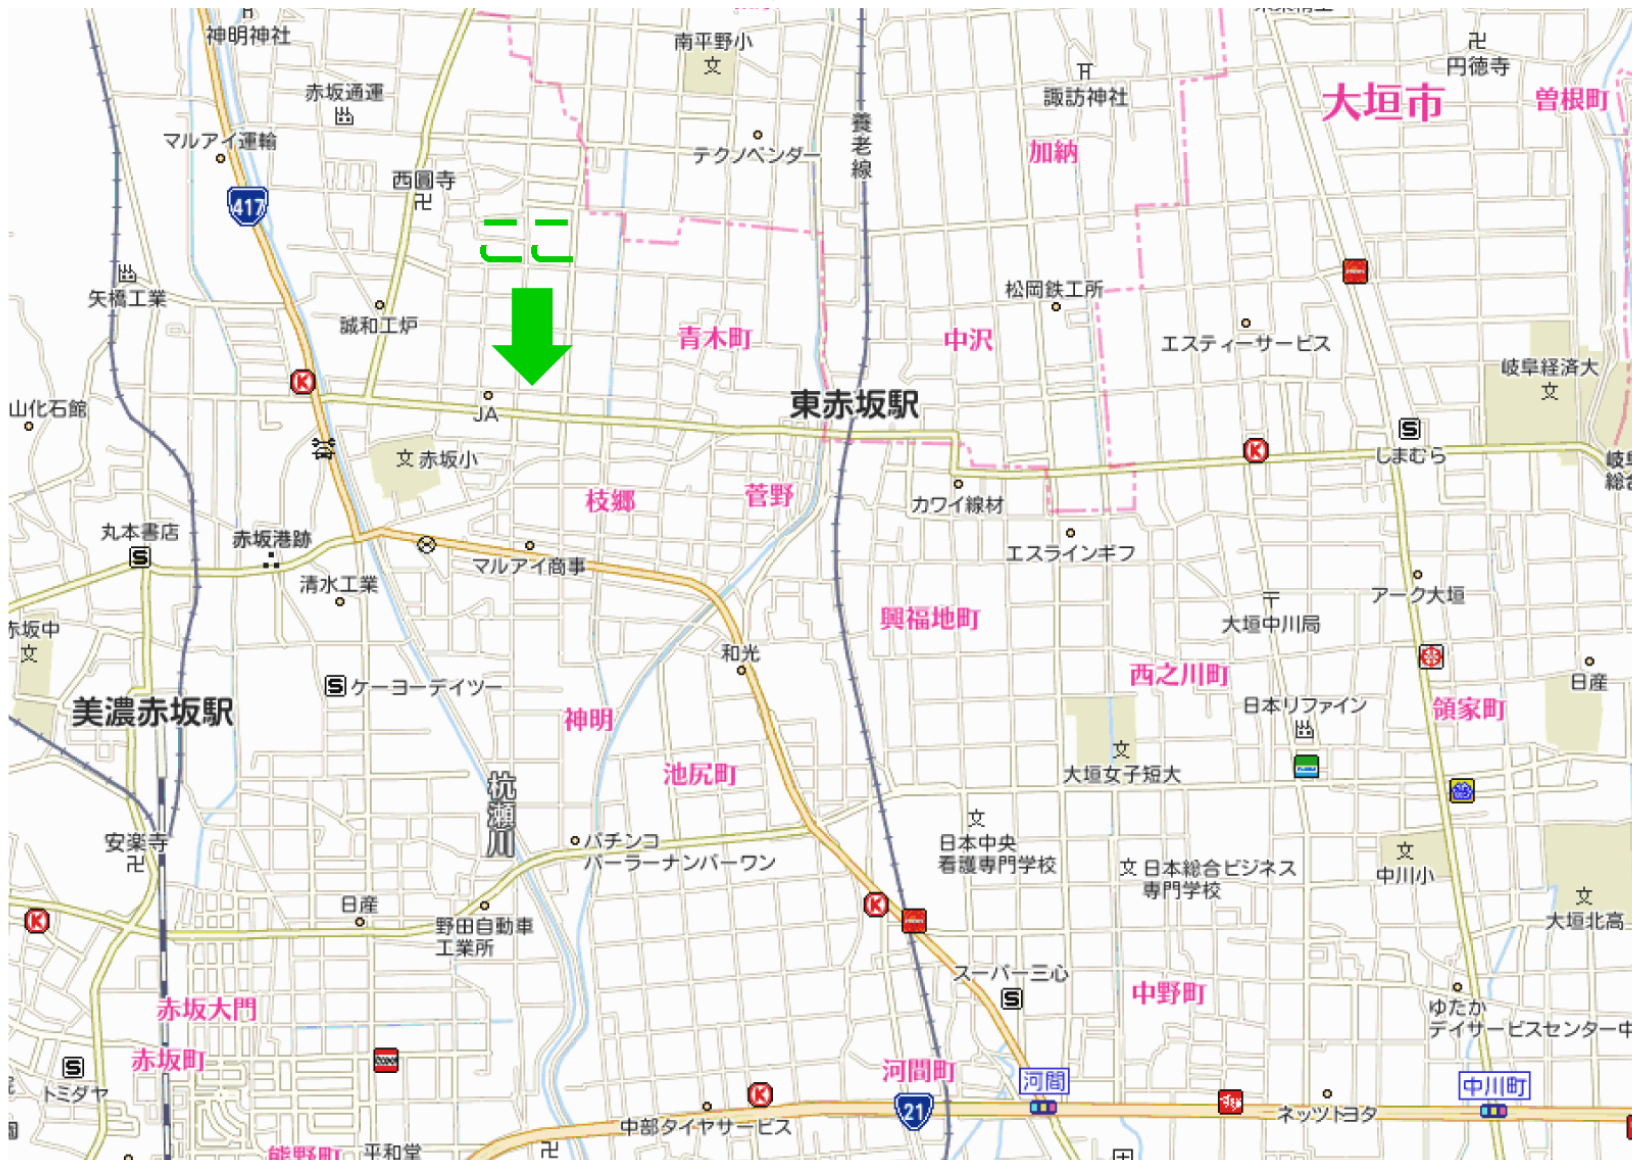 神明神社
南平野小
文
円徳寺
赤坂通運
諏訪神社
大垣市
曽根町
マルアイ運輸
テクノベンダー
養老線
加納
西圓寺
417
矢橋工業
誠和工炉
松岡鉄工所
青木町
中沢
エスティーサービス
岐阜経済大
文
K
山化石館
JA
東赤坂駅
S
しまむら
K
文 赤坂小
枝郷
菅野
カワイ線材
丸本書店
S
赤坂港跡
マルアイ商事
エスラインギフ
清水工業
アーク大垣
興福地町
大垣中川局
赤坂中
文
和光
西之川町
日産
S ケーヨーデイツー
美濃赤坂駅
神明
日本リファイン
領家町
文
池尻町
大垣女子短大
杭瀬川
安楽寺
パチンコ
パーラーナンバーワン
文
日本中央
看護専門学校
文 日本総合ビジネス
専門学校
文
中川小
K
日産
野田自動車
工業所
K
文
大垣北高
スーパー三心
S
中野町
ゆたか
デイサービスセンター中
赤坂大門
赤坂町
S
トミダヤ
河間町
河間
中川町
K
21
中部タイヤサービス
ネッツトヨタ
熊野町
平和堂